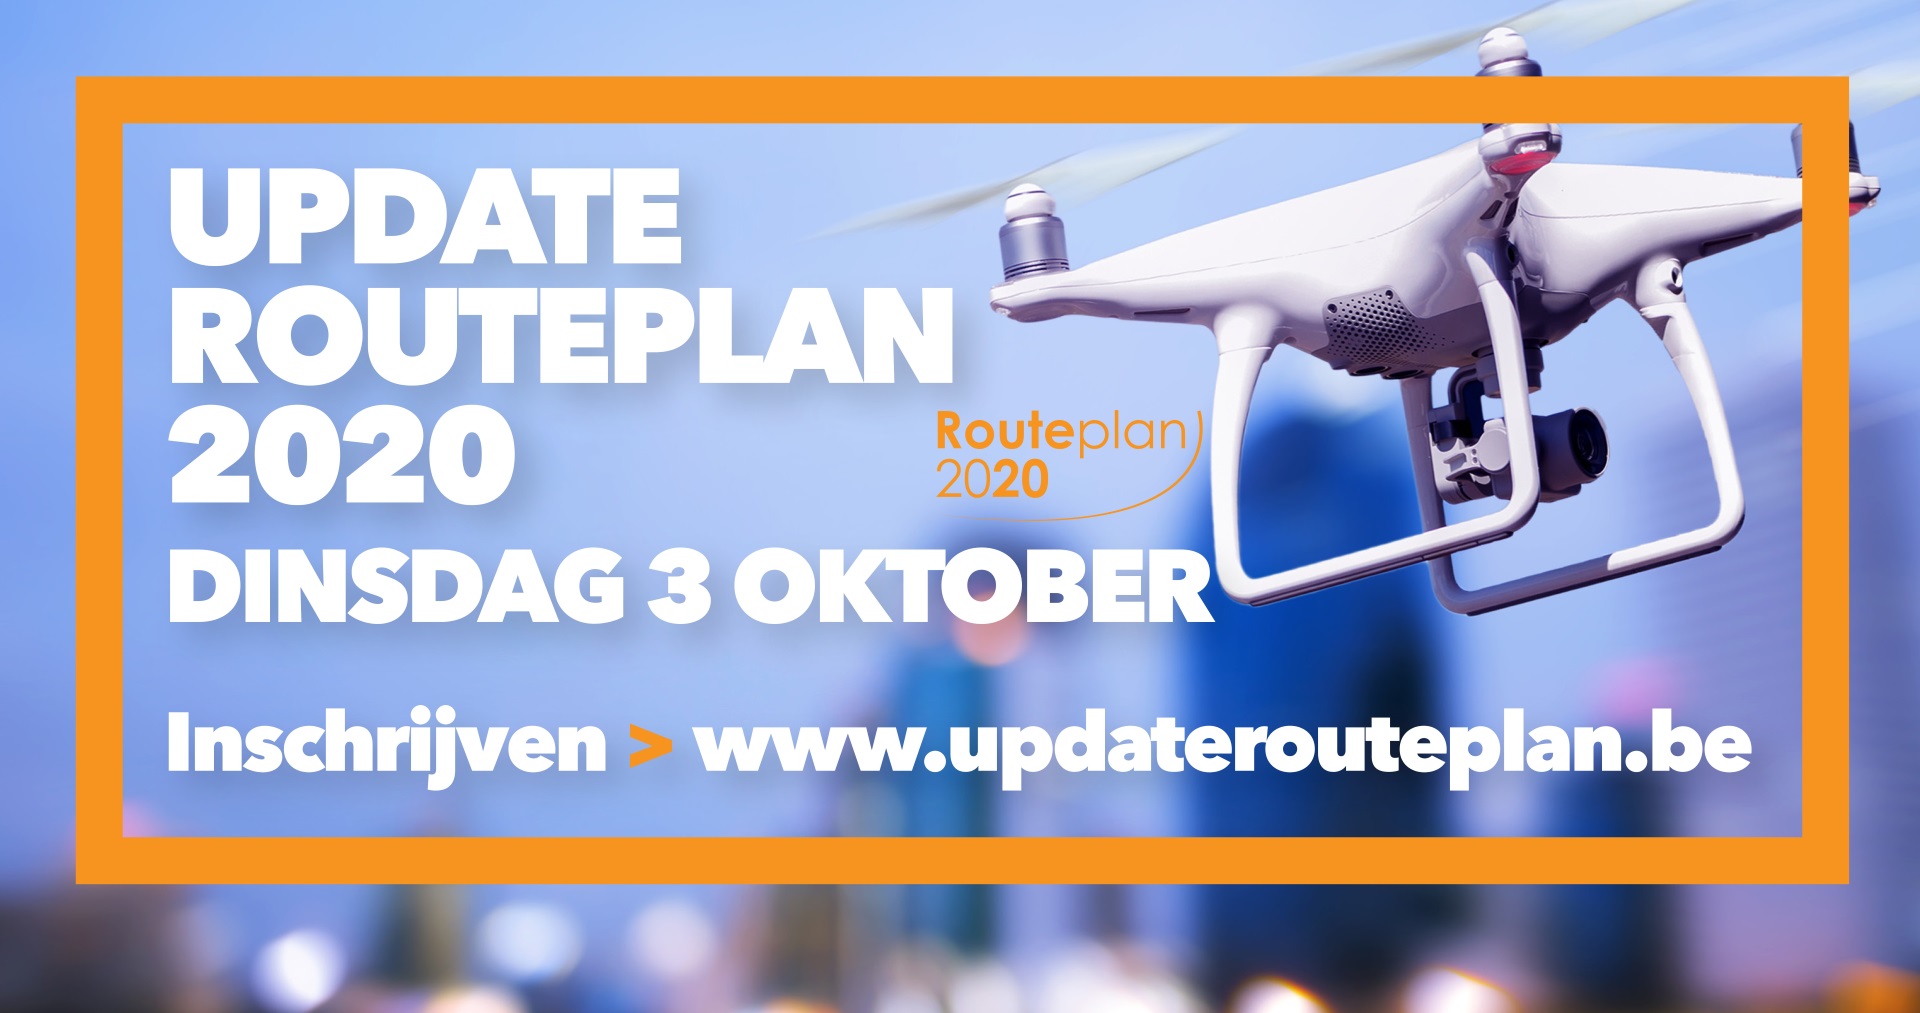 UPDATE
ROUTEPLAN
2020
Routeplan
2020
DINSDAG 3 OKTOBER
Inschrijven > www.updaterouteplan.be